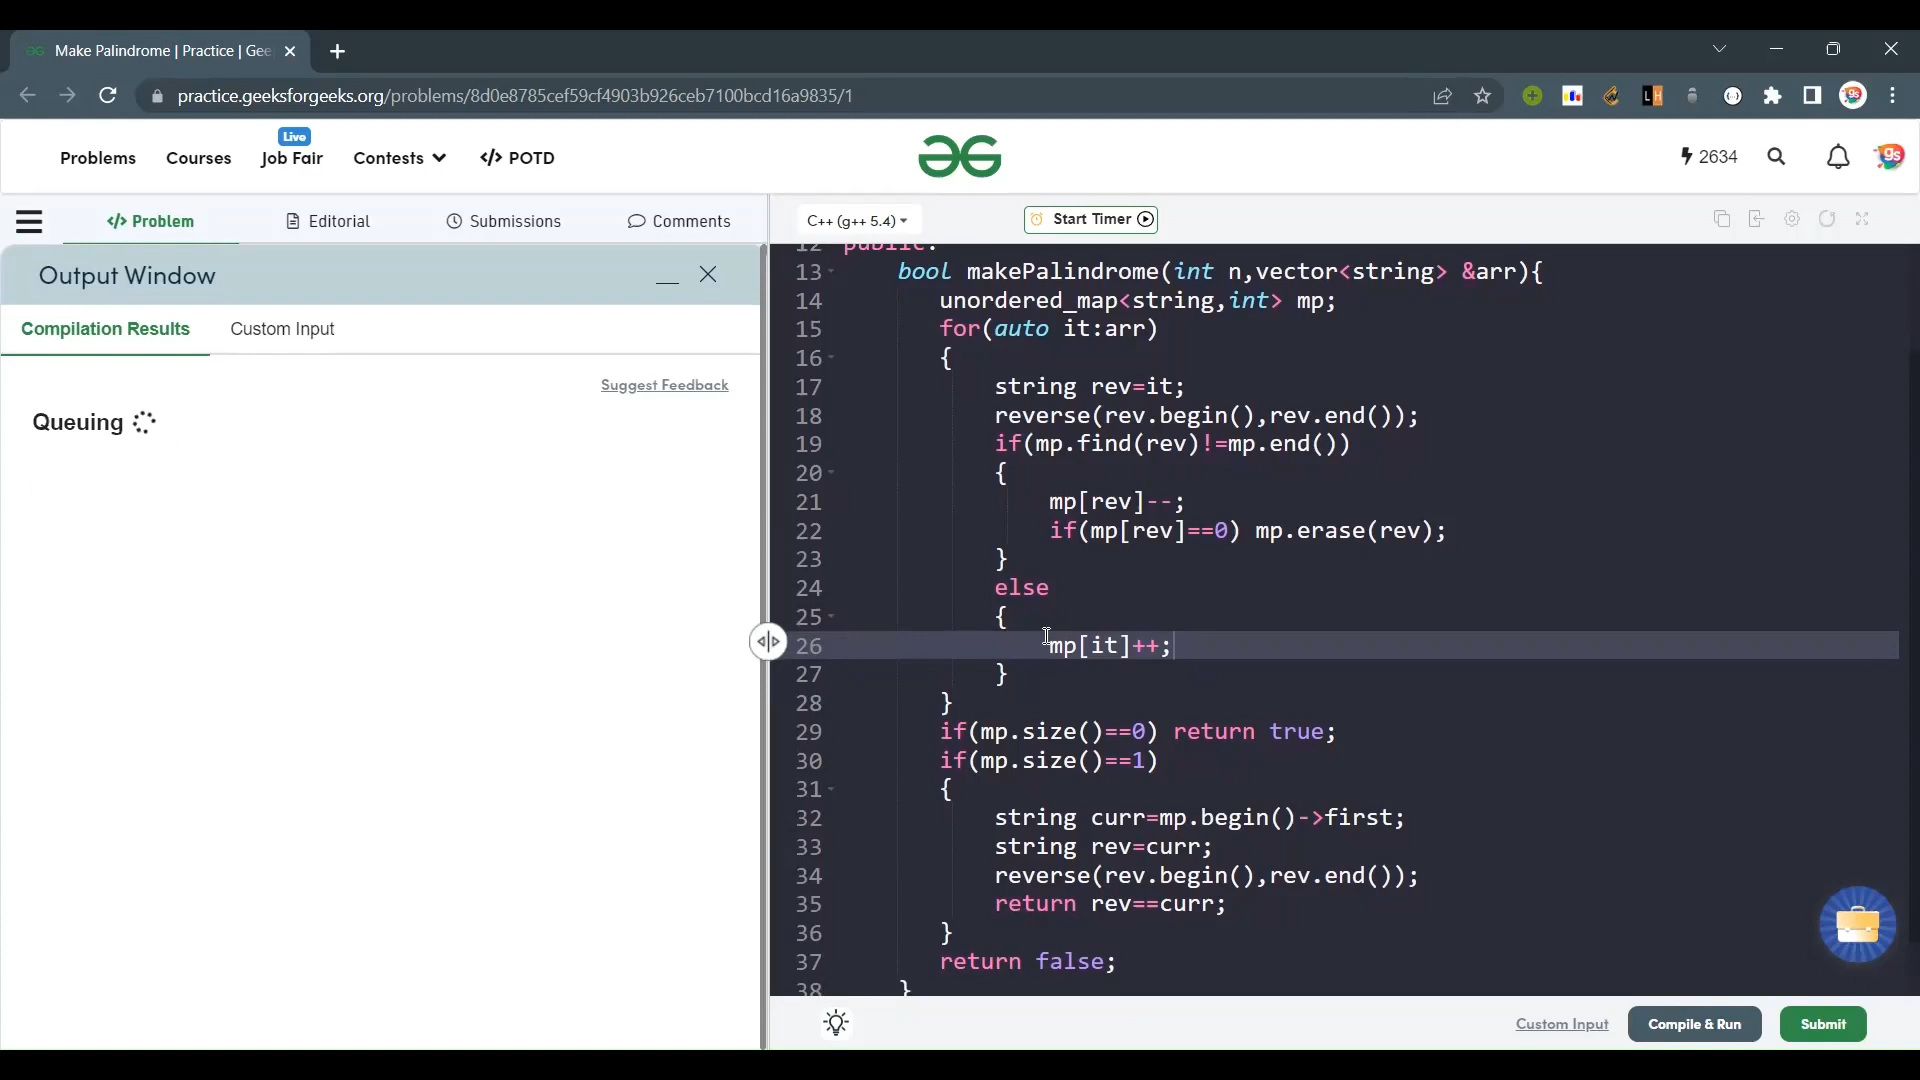 Make Palindrome | Practice | Gee
practice.geeksforgeeks.org/problems/8d0e8785cef59cf4903b926ceb7100bcd16a9835/1
Live
Problems Courses Job Fair Contests </> POTD
2634
</> Problem Editorial Submissions Comments
C++ (g++ 5.4) Start Timer
Output Window
Compilation Results Custom Input
Suggest Feedback
Queuing
12 public:
13 bool makePalindrome(int n,vector<string> &arr){
14 unordered_map<string,int> mp;
15 for(auto it:arr)
16 {
17 string rev=it;
18 reverse(rev.begin(),rev.end());
19 if(mp.find(rev)!=mp.end())
20 {
21 mp[rev]--;
22 if(mp[rev]==0) mp.erase(rev);
23 }
24 else
25 {
26 mp[it]++;
27 }
28 }
29 if(mp.size()==0) return true;
30 if(mp.size()==1)
31 {
32 string curr=mp.begin()->first;
33 string rev=curr;
34 reverse(rev.begin(),rev.end());
35 return rev==curr;
36 }
37 return false;
38 }
Custom Input Compile & Run Submit